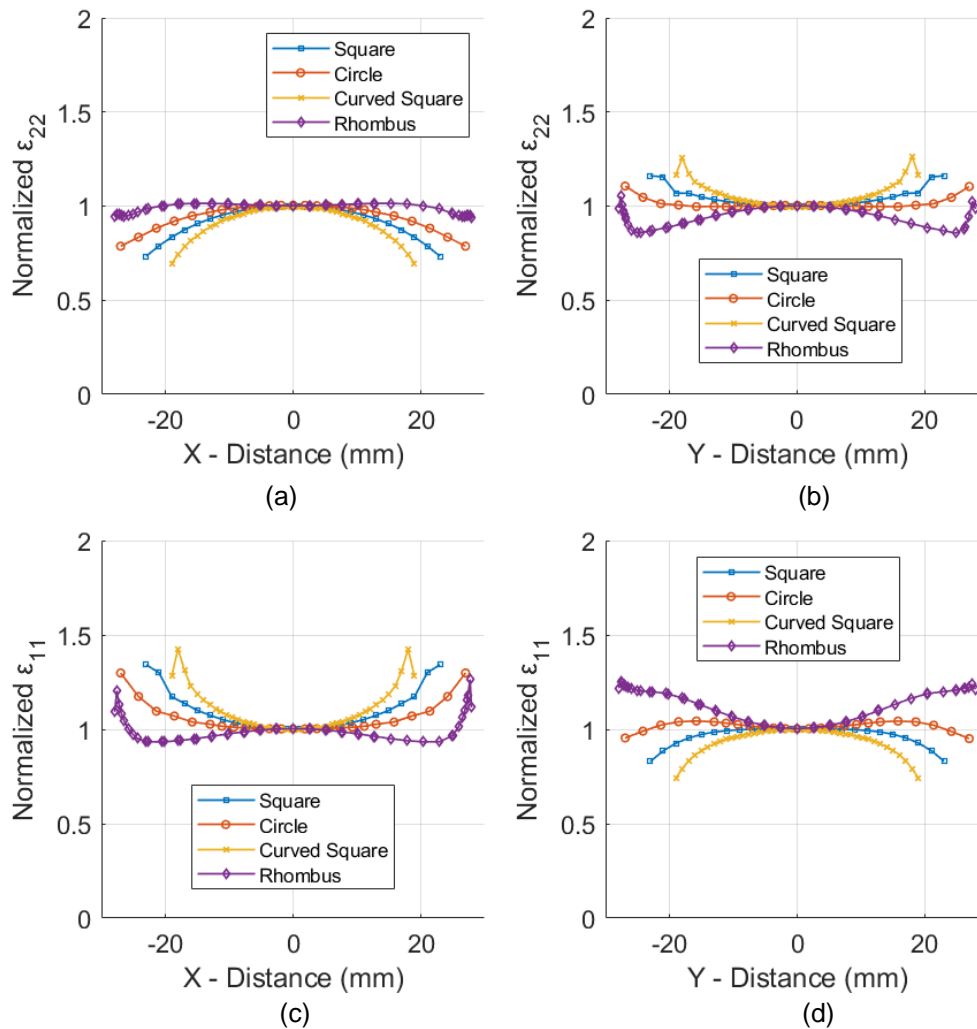 2
1.5
1
0.5
0
Normalized ε22
Square
Circle
Curved Square
Rhombus
-20
0
20
X - Distance (mm)
(a)
2
1.5
1
0.5
0
Normalized ε22
Square
Circle
Curved Square
Rhombus
-20
0
20
Y - Distance (mm)
(b)
2
1.5
1
0.5
0
Normalized ε11
Square
Circle
Curved Square
Rhombus
-20
0
20
X - Distance (mm)
(c)
2
1.5
1
0.5
0
Normalized ε11
Square
Circle
Curved Square
Rhombus
-20
0
20
Y - Distance (mm)
(d)